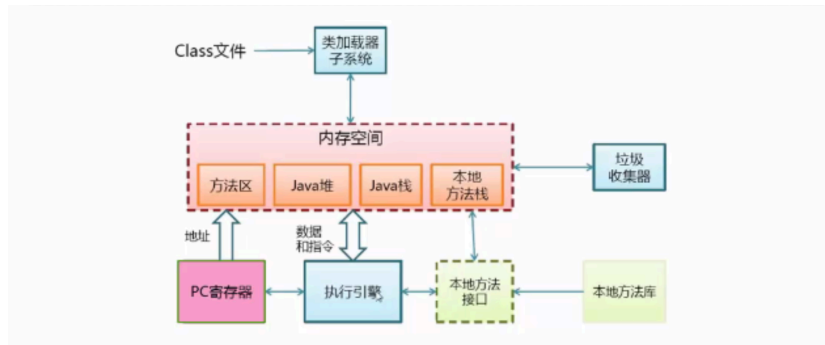 Class文件
类加载器
子系统
内存空间
方法区
Java堆
Java栈
本地
方法栈
垃圾
收集器
地址
数据
和指令
PC寄存器
执行引擎
本地方法
接口
本地方法库